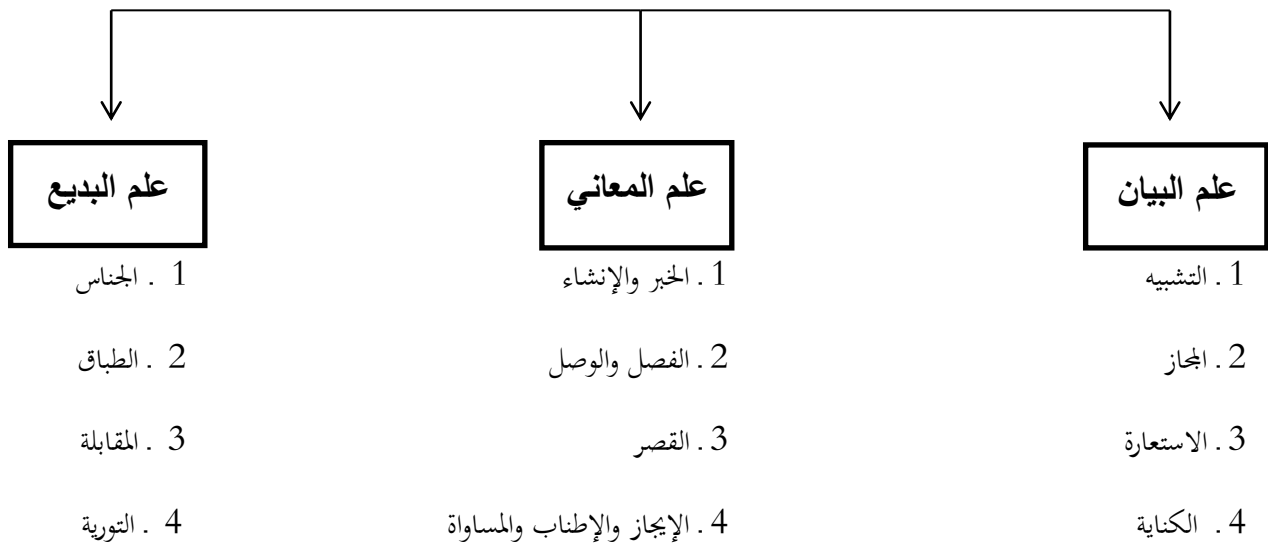 علم البيان
1 . التشبيه
2 . المجاز
3 . الاستعارة
4 . الكناية
علم المعاني
1 . الخبر والإنشاء
2 . الفصل والوصل
3 . القصر
4 . الإيجاز والإطناب والمساواة
علم البديع
1 . الجناس
2 . الطباق
3 . المقابلة
4 . التورية